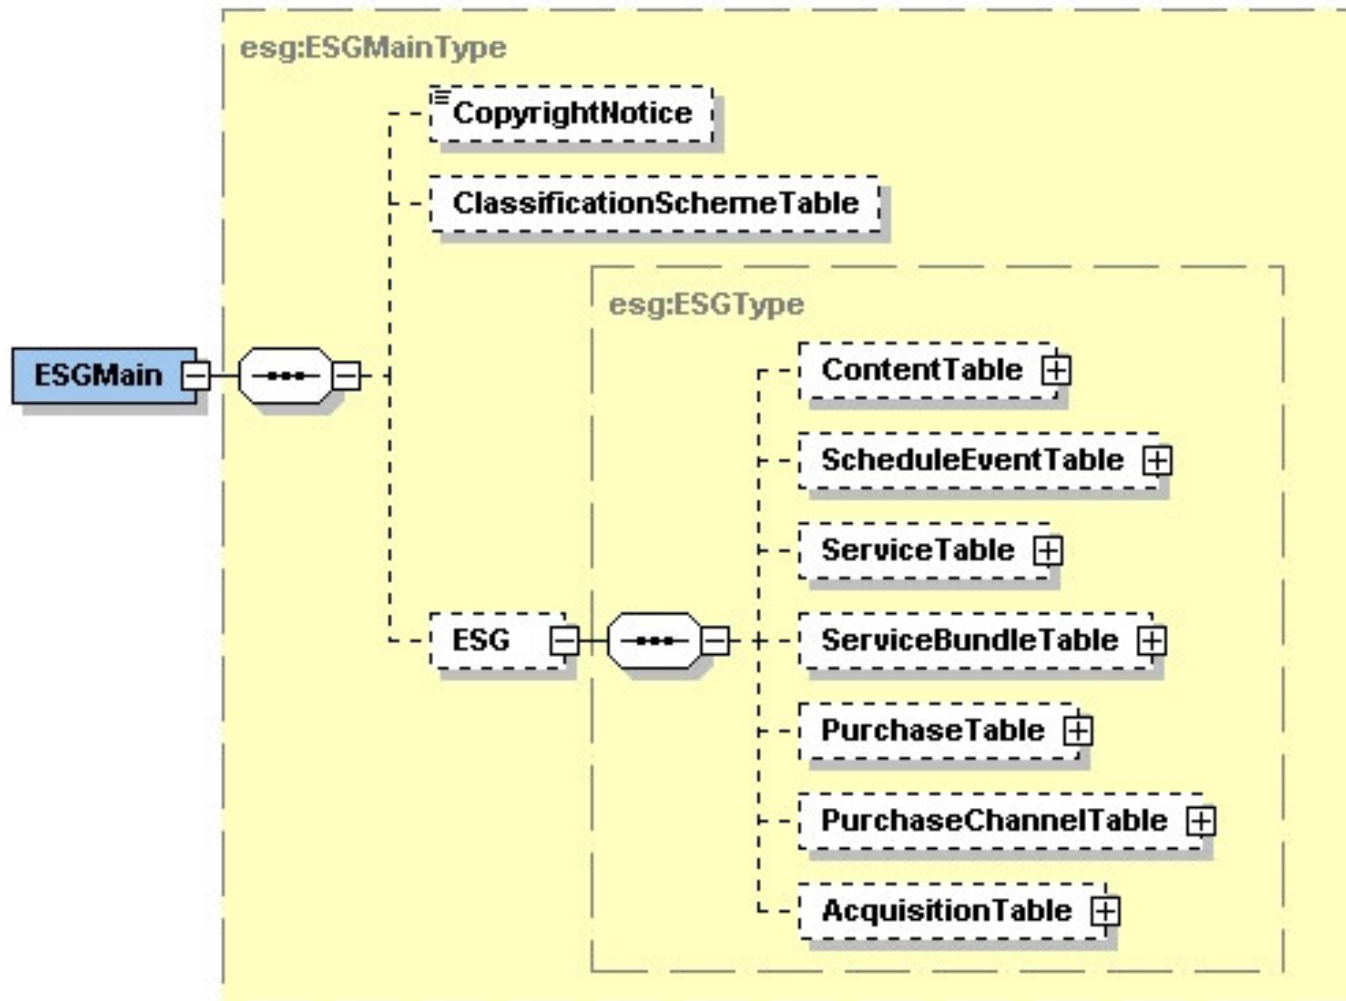 esg:ESGMainType
CopyrightNotice
ClassificationSchemeTable
esg:ESGType
ESGMain
ContentTable
ScheduleEventTable
ServiceTable
ESG
ServiceBundleTable
PurchaseTable
PurchaseChannelTable
AcquisitionTable